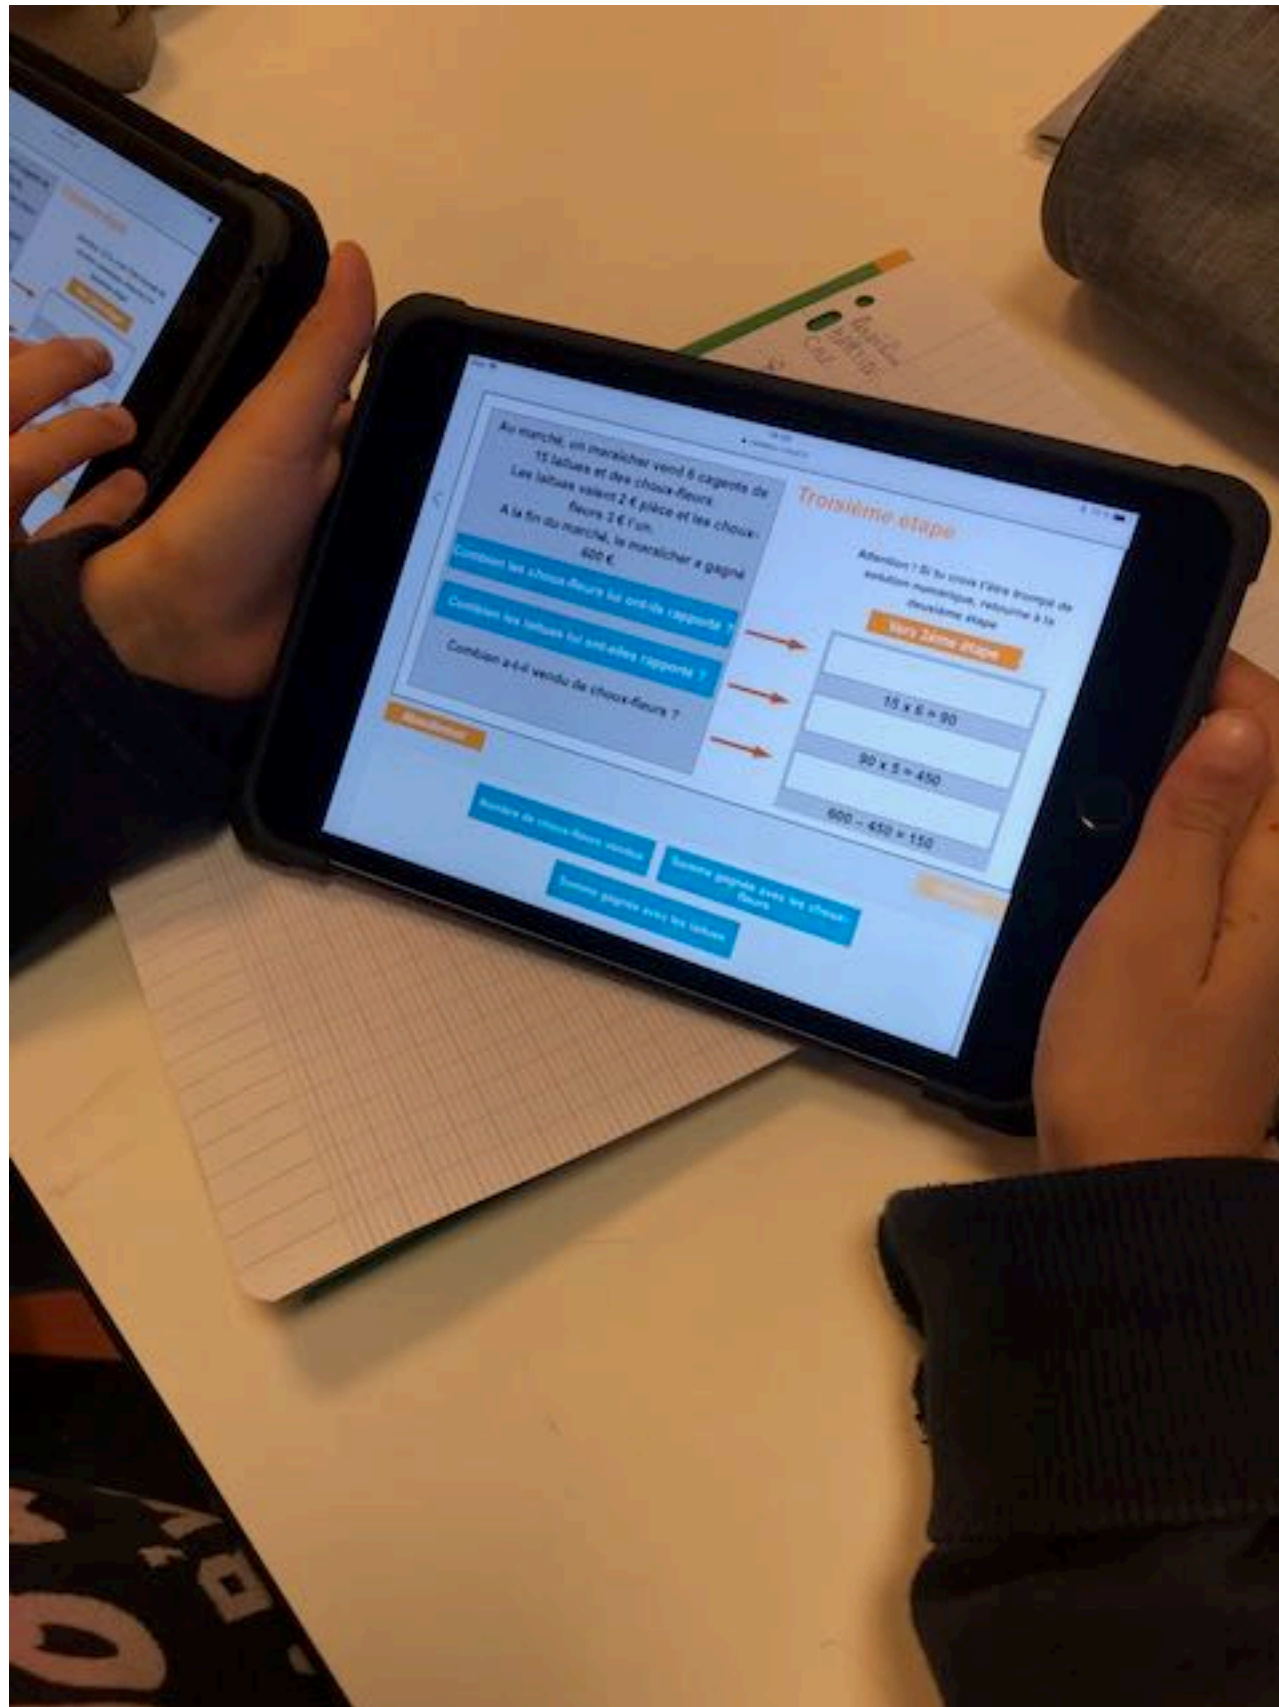 Au marché, un maraîcher vend 6 cageots de
15 laitues et des choux-fleurs.
Les laitues valent 2 € pièce et les choux-
fleurs 3 € l'un.
A la fin du marché, le maraîcher a gagné
600 €.
Combien les choux-fleurs lui ont-ils rapporté ?
Combien les laitues lui ont-elles rapporté ?
Combien a-t-il vendu de choux-fleurs ?
Troisième étape
Attention ! Si tu crois t'être trompé de
solution numérique, retourne à la
deuxième étape
Vers 2ème étape
15 x 6 = 90
90 x 5 = 450
600 – 450 = 150
Nombre de choux-fleurs vendus
Somme gagnée avec les choux-
fleurs
Somme gagnée avec les laitues